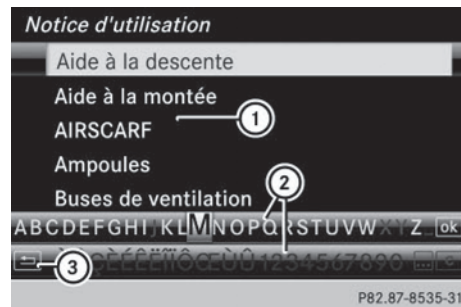 Notice d'utilisation
Aide à la descente
Aide à la montée
AIRSCARF
Ampoules
Buses de ventilation
1
2
ABCDEFGHIJKLMNOPQRSTUVWXYZ ok
ÈÉÊËÎÏÔŒÙÛ1234567890
3
P82.87-8535-31